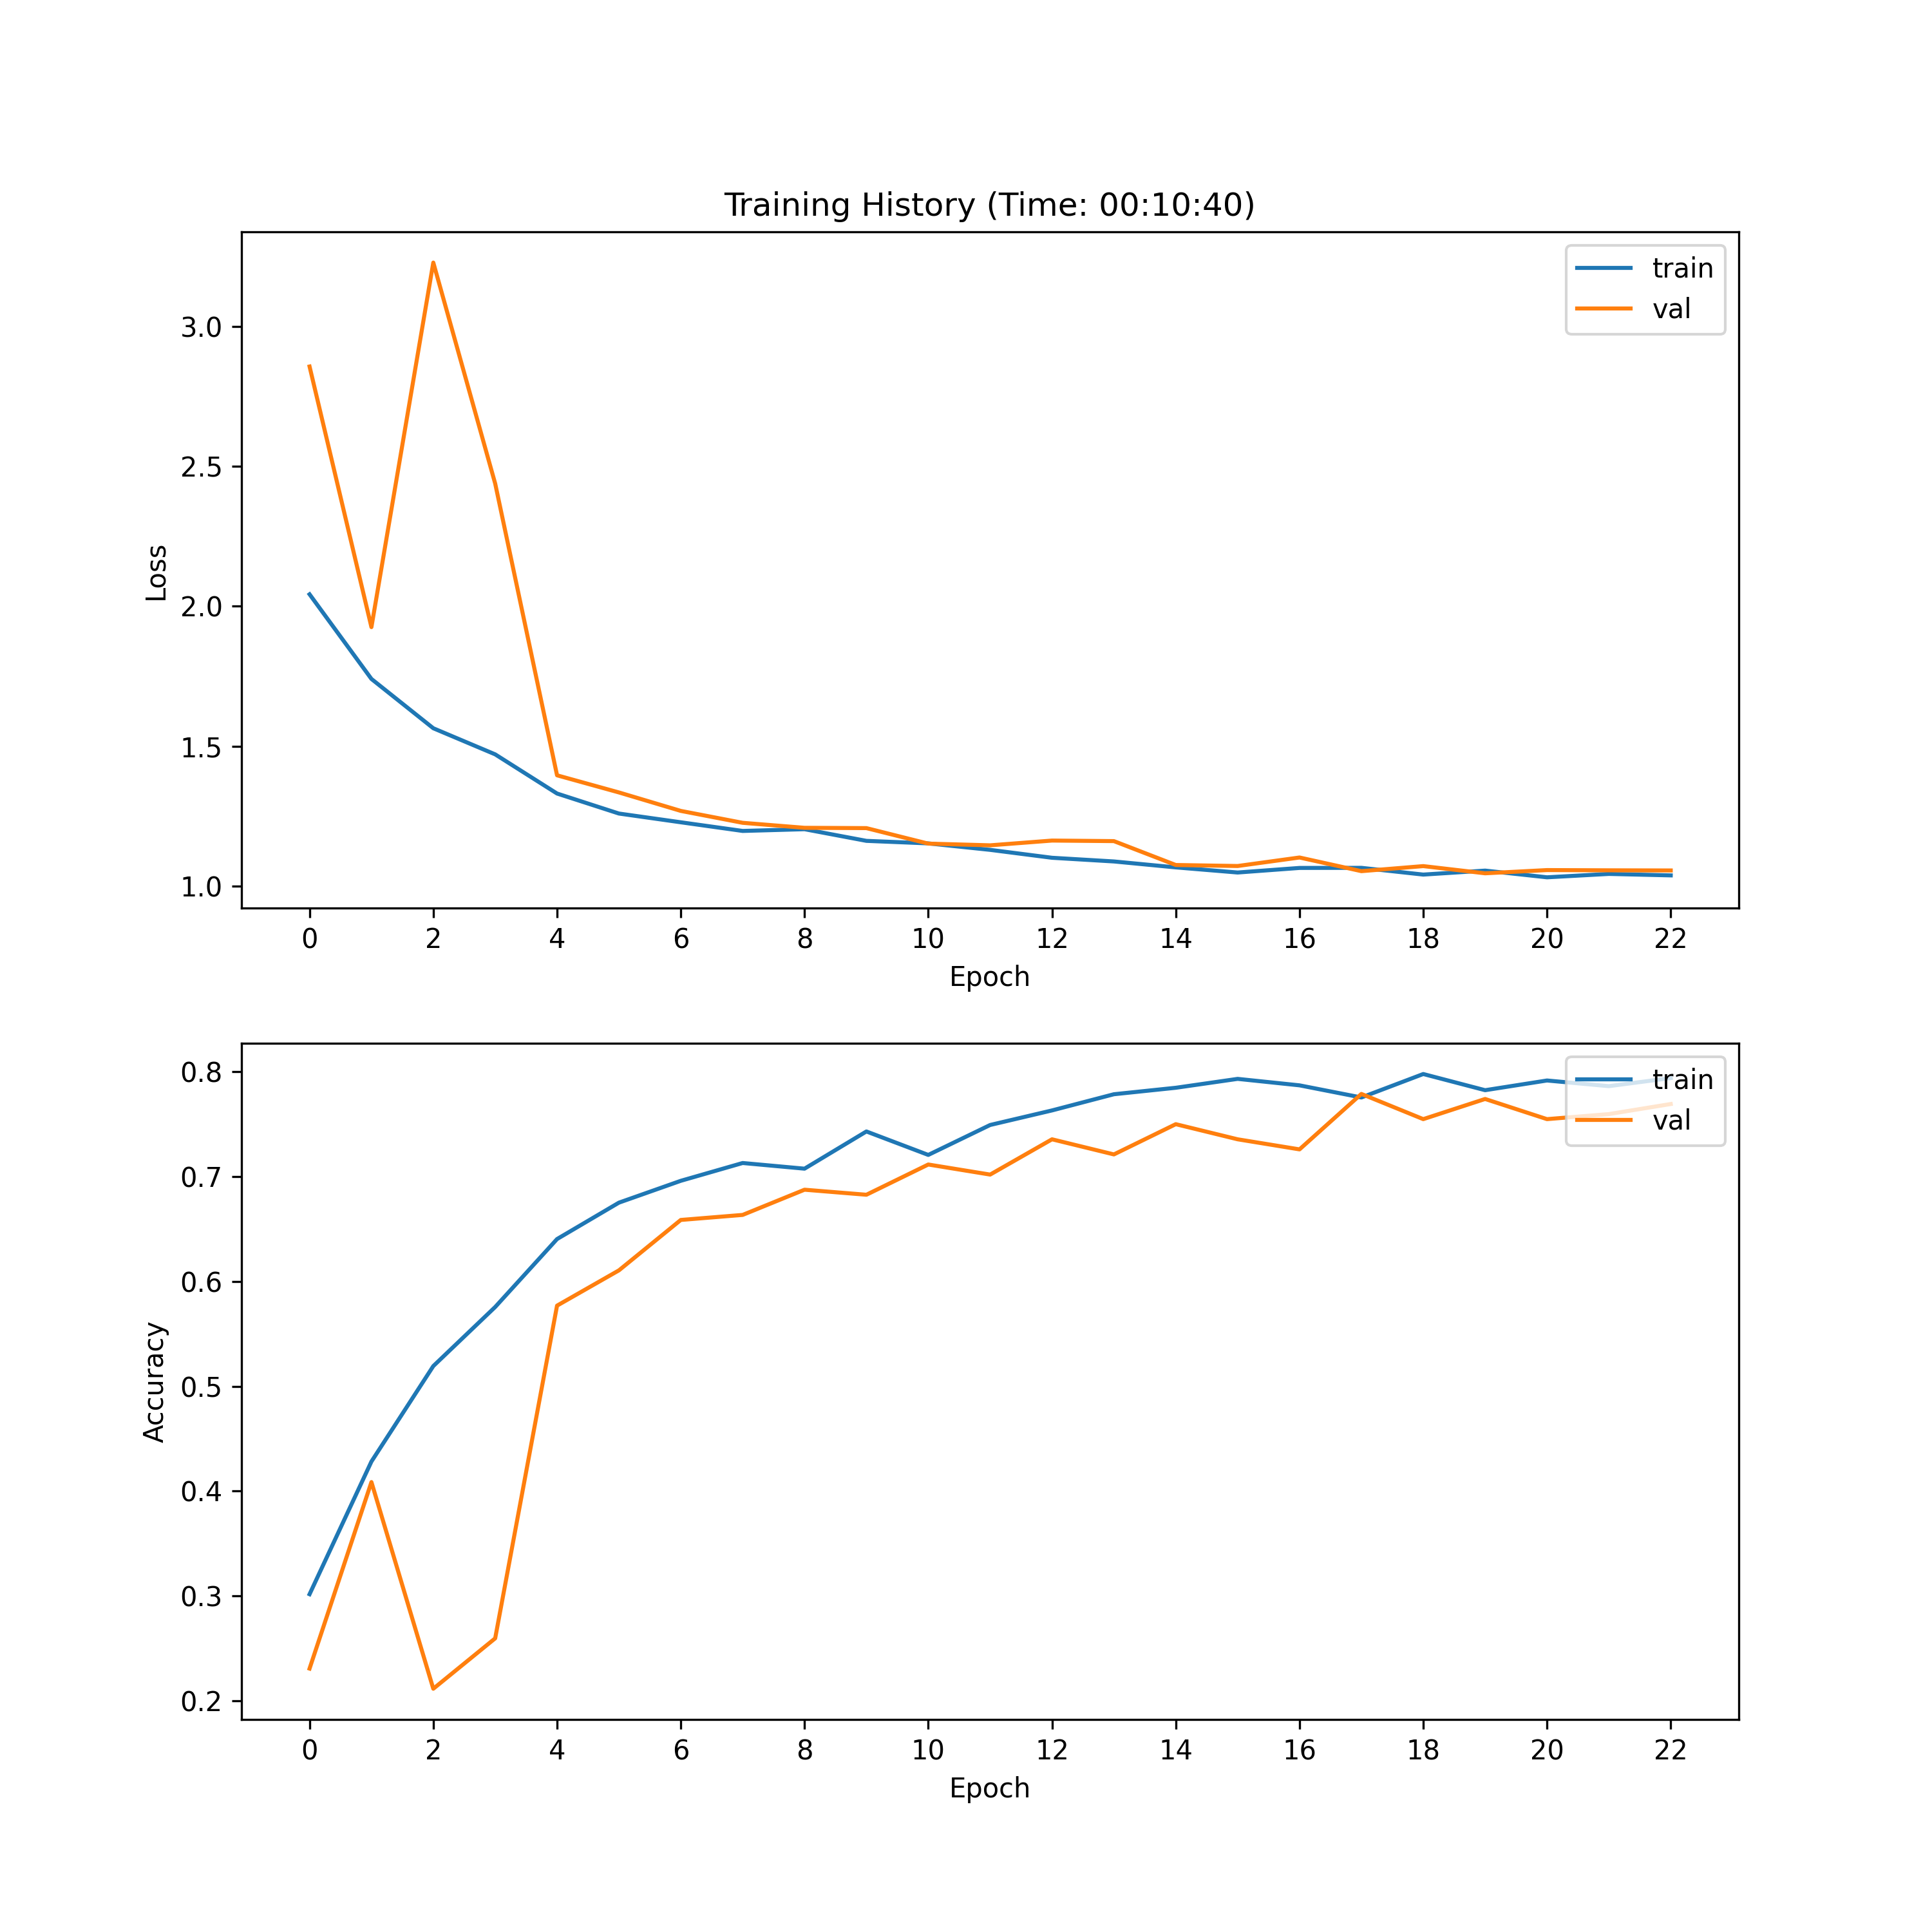 Training History (Time: 00:10:40)
train
val
3.0
2.5
2.0
1.5
1.0
Loss
0 2 4 6 8 10 12 14 16 18 20 22
Epoch
train
val
0.8
0.7
0.6
0.5
0.4
0.3
0.2
Accuracy
0 2 4 6 8 10 12 14 16 18 20 22
Epoch